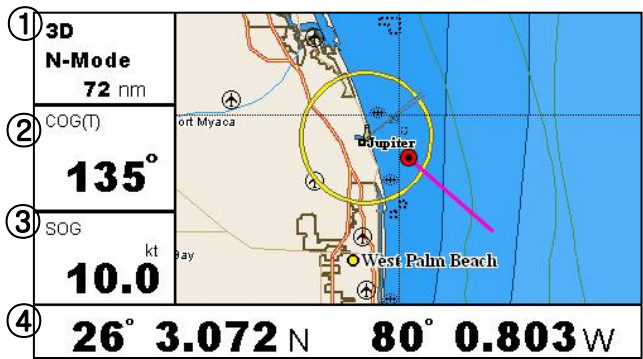 ① 3D
N-Mode
72 nm
② COG(T)
135°
③ SOG
kt
10.0
ort Myaca
Jupiter
Bay
West Palm Beach
④ 26° 3.072 N 80° 0.803 W